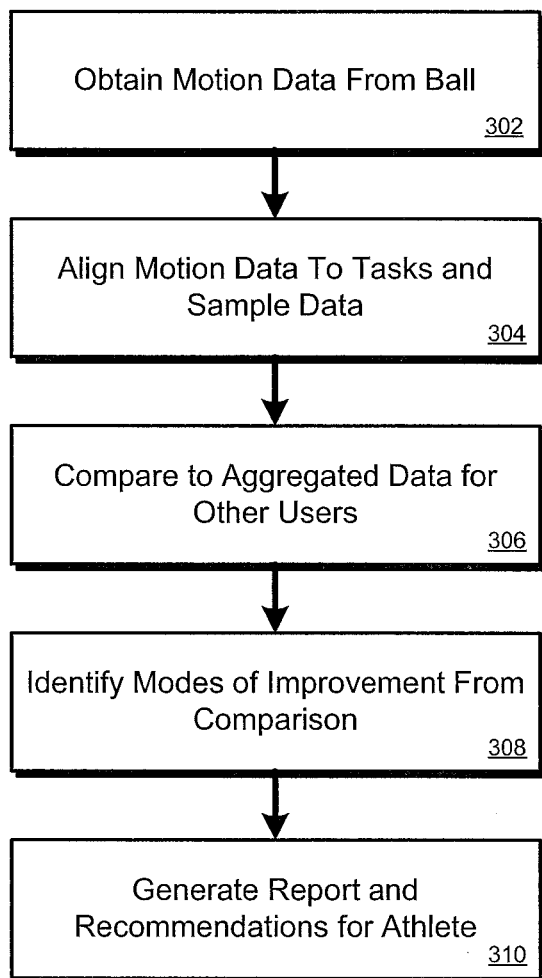 Obtain Motion Data From Ball
302
Align Motion Data To Tasks and
Sample Data
304
Compare to Aggregated Data for
Other Users
306
Identify Modes of Improvement From
Comparison
308
Generate Report and
Recommendations for Athlete
310